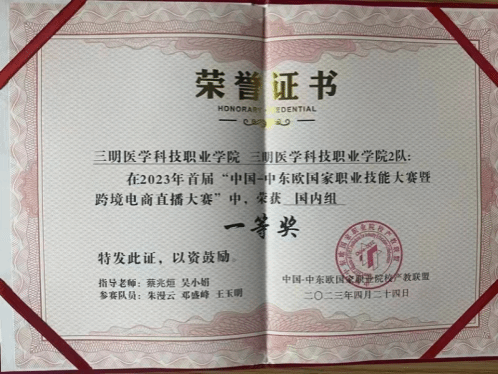 荣誉证书
三明医学科技职业学院 三明医学科技职业学院2队:
在2023年首届“中国-中东欧国家职业技能大赛暨
跨境电商直播大赛”中,荣获 国内组
一等奖
特发此证,以资鼓励。
指导老师:蔡兆烜 吴小娟
参赛队员:朱漫云 邓盛峰 王玉明
中国-中东欧国家职业院校产教联盟
二〇二三年四月二十四日